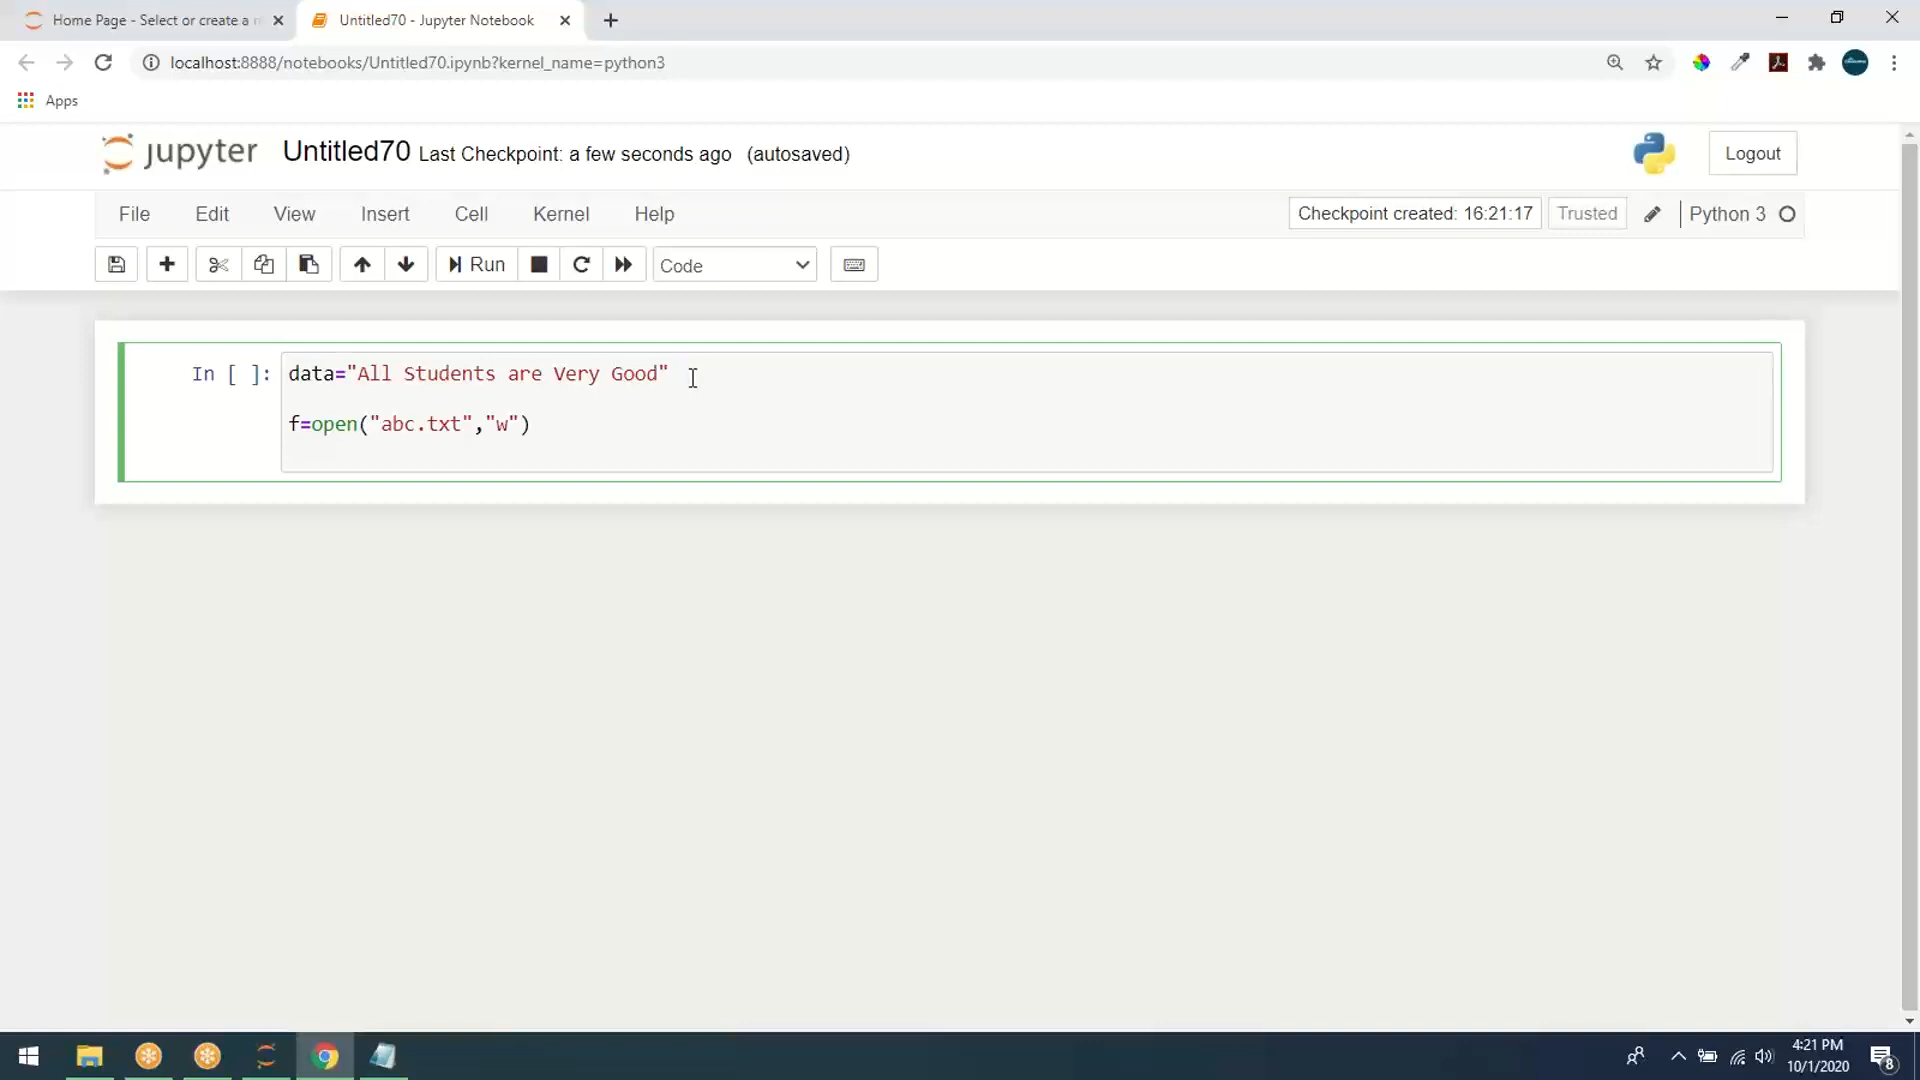 Home Page - Select or create a n
Untitled70 - Jupyter Notebook
localhost:8888/notebooks/Untitled70.ipynb?kernel_name=python3
Apps
jupyter Untitled70 Last Checkpoint: a few seconds ago (autosaved)
Logout
File Edit View Insert Cell Kernel Help
Checkpoint created: 16:21:17 Trusted Python 3
Run Code
In [ ]: data="All Students are Very Good"
f=open("abc.txt","w")
4:21 PM
10/1/2020
8